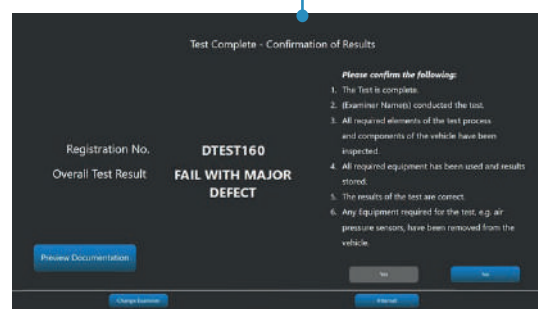 Test Complete - Confirmation of Results
Please confirm the following:
1. The Test is complete.
2. (Examiner Name(s) conducted the test.
3. All required elements of the test process
and components of the vehicle have been
inspected.
4. All required equipment has been used and results
stored.
5. The results of the test are correct.
6. Any Equipment required for the test, e.g. air
pressure sensors, have been removed from the
vehicle.
Registration No. DTEST160
Overall Test Result FAIL WITH MAJOR
DEFECT
Preview Documentation
Yes
Change Examiner